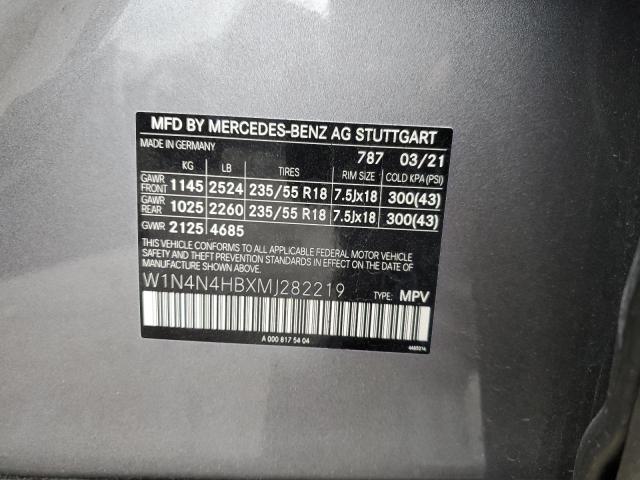 MFD BY MERCEDES-BENZ AG STUTTGART
MADE IN GERMANY 787 03/21
KG LB TIRES RIM SIZE COLD KPA (PSI)
GAWR FRONT 1145 2524 235/55 R18 7.5Jx18 300(43)
GAWR REAR 1025 2260 235/55 R18 7.5Jx18 300(43)
GVWR 2125 4685
THIS VEHICLE CONFORMS TO ALL APPLICABLE FEDERAL MOTOR VEHICLE
SAFETY AND THEFT PREVENTION STANDARDS IN EFFECT ON THE DATE OF
MANUFACTURE SHOWN ABOVE.
W1N4N4HBXMJ282219 TYPE: MPV
A 000 817 54 04